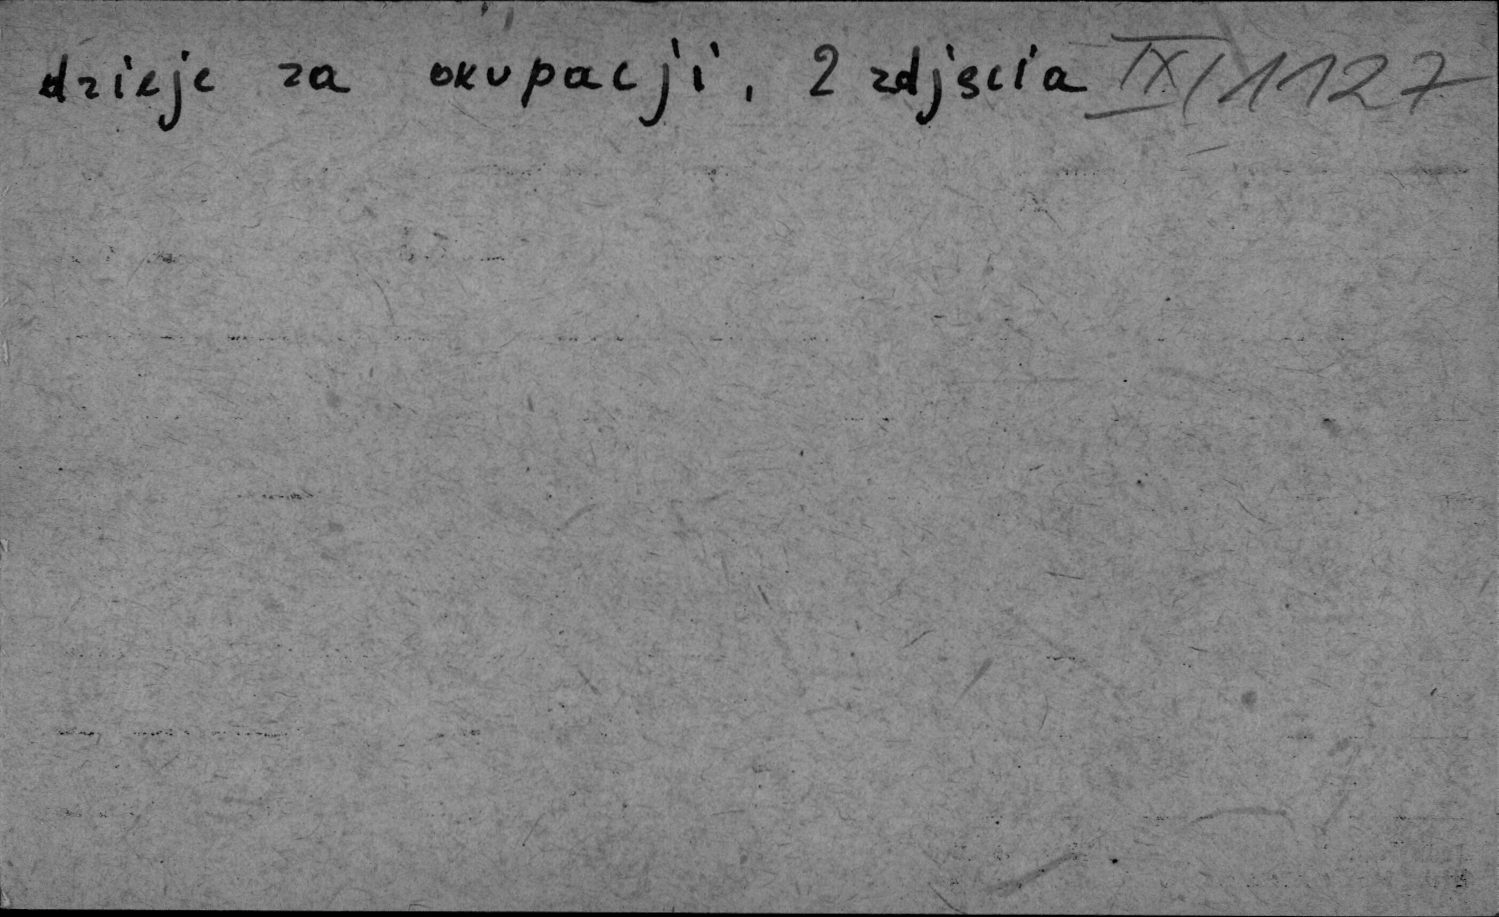 dzieje za okupacji, 2 zdjęcia IX/1127